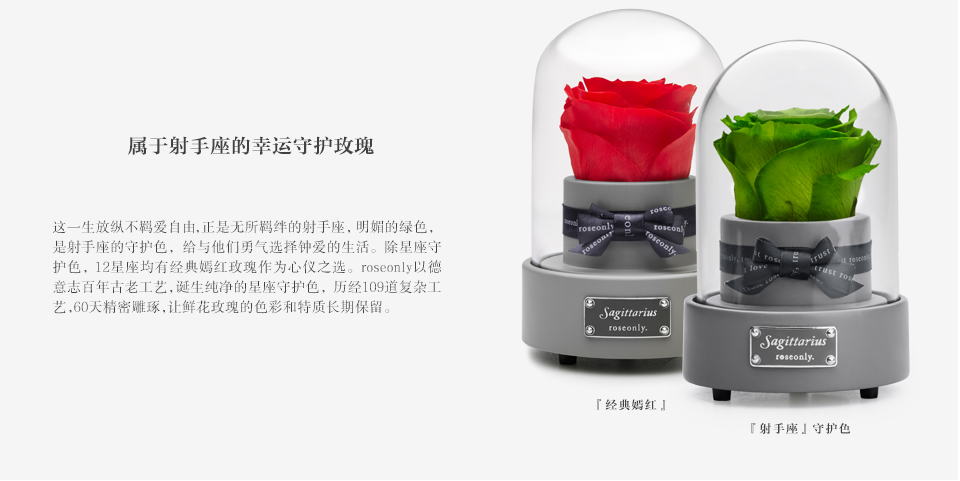 属于射手座的幸运守护玫瑰
这一生放纵不羁爱自由,正是无所羁绊的射手座, 明媚的绿色,
是射手座的守护色, 给与他们勇气选择钟爱的生活。除星座守
护色, 12星座均有经典嫣红玫瑰作为心仪之选。roseonly以德
意志百年古老工艺,诞生纯净的星座守护色, 历经109道复杂工
艺,60天精密雕琢,让鲜花玫瑰的色彩和特质长期保留。
roseonly
Sagittarius
roseonly.
Sagittarius
roseonly.
『 经典嫣红 』
『 射手座 』守护色